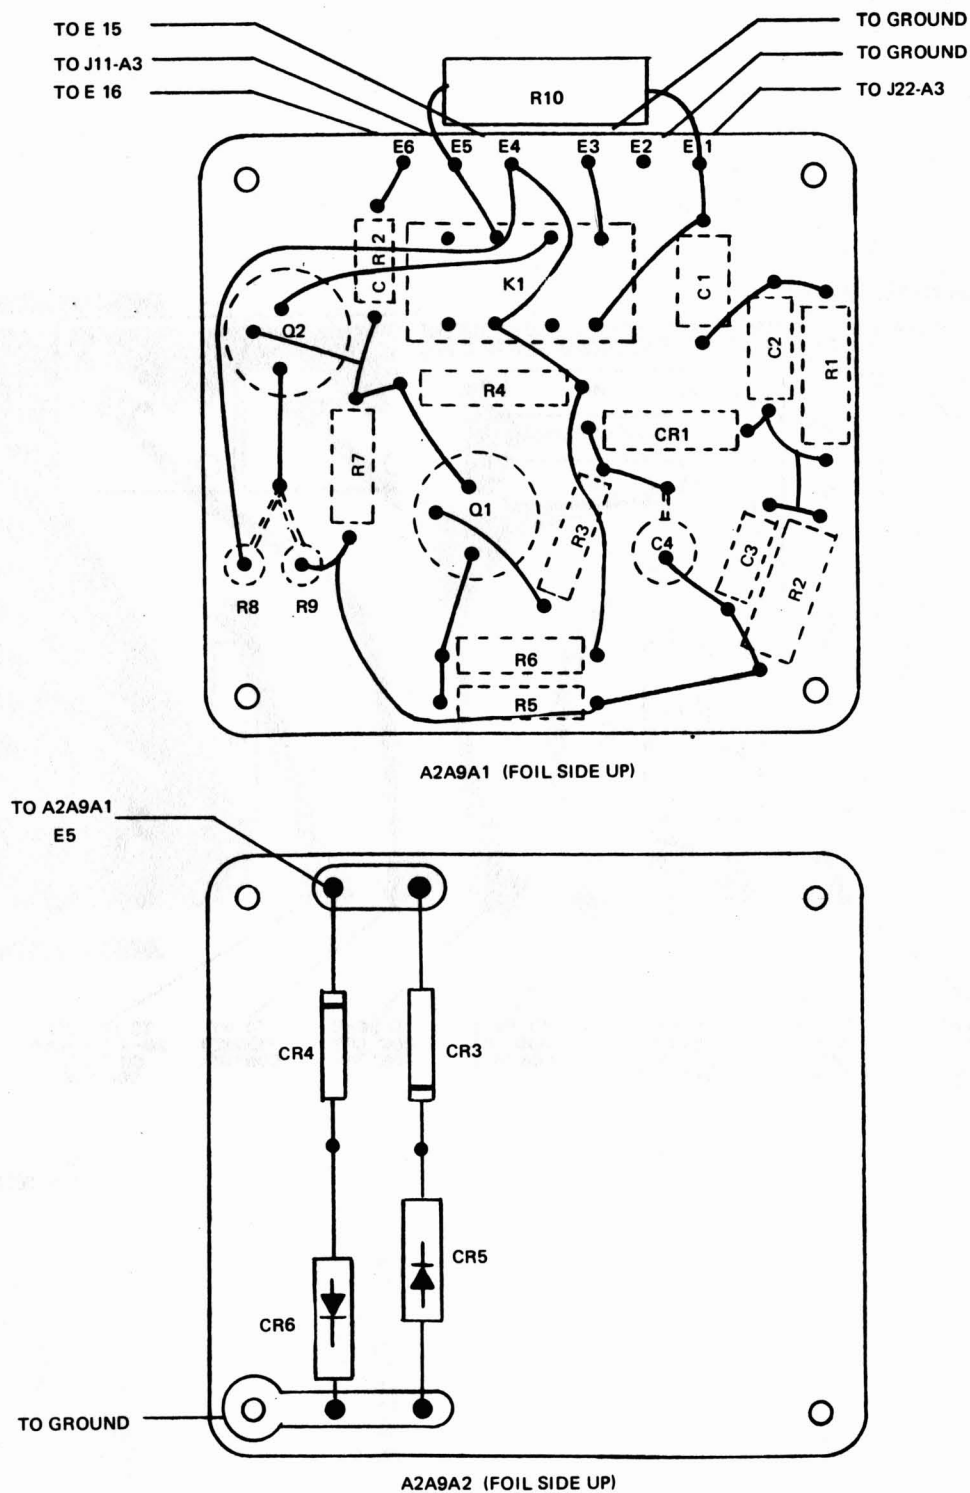 TO E 15
TO GROUND
TO J11-A3
TO GROUND
TO E 16
TO J22-A3
R10
E6 E5 E4 E3 E2 E 1
CR2
K1
C1
Q2
C2
R1
R4
CR1
R7
Q1
R3
C4
C3
R2
R8 R9
R6
R5
A2A9A1 (FOIL SIDE UP)
TO A2A9A1
E5
CR4
CR3
CR5
CR6
TO GROUND
A2A9A2 (FOIL SIDE UP)